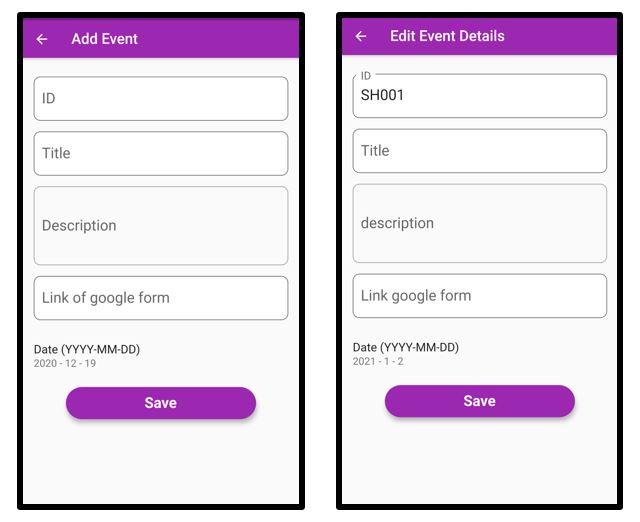 Add Event
ID
Title
Description
Link of google form
Date (YYYY-MM-DD)
2020 - 12 - 19
Save
Edit Event Details
ID
SH001
Title
description
Link google form
Date (YYYY-MM-DD)
2021 - 1 - 2
Save